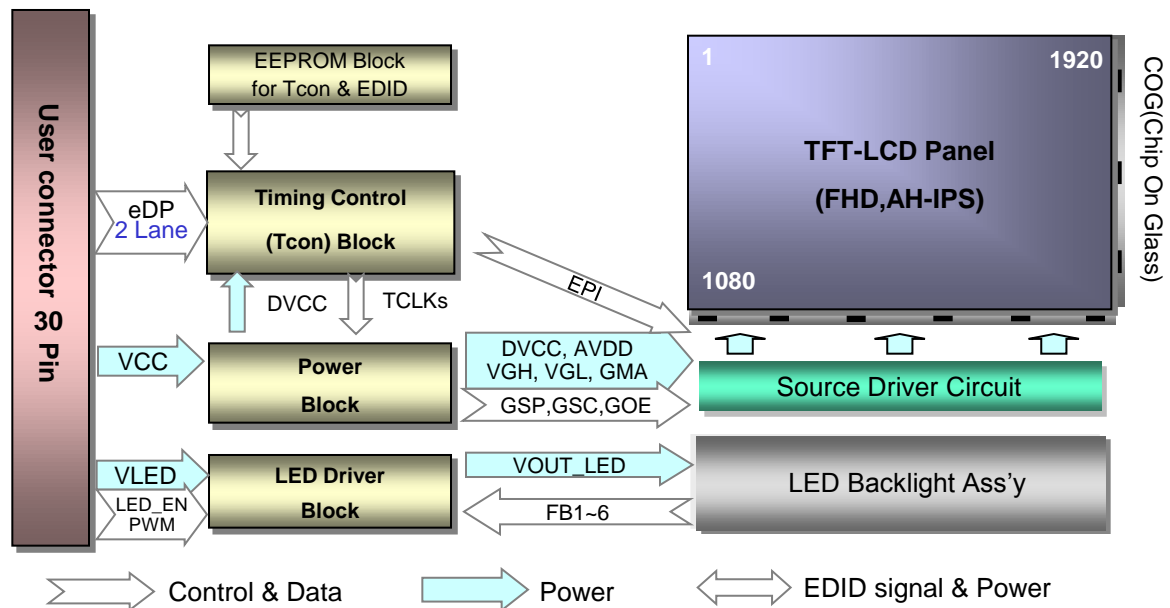 User connector 30
Pin
EEPROM Block
for Tcon & EDID
eDP
2 Lane
Timing Control
(Tcon) Block
DVCC
TCLKs
EPI
1
1920
TFT-LCD Panel
(FHD,AH-IPS)
1080
COG(Chip On Glass)
VCC
Power
Block
DVCC, AVDD
VGH, VGL, GMA
GSP,GSC,GOE
Source Driver Circuit
VLED
LED_EN
PWM
LED Driver
Block
VOUT_LED
FB1~6
LED Backlight Ass'y
Control & Data
Power
EDID signal & Power